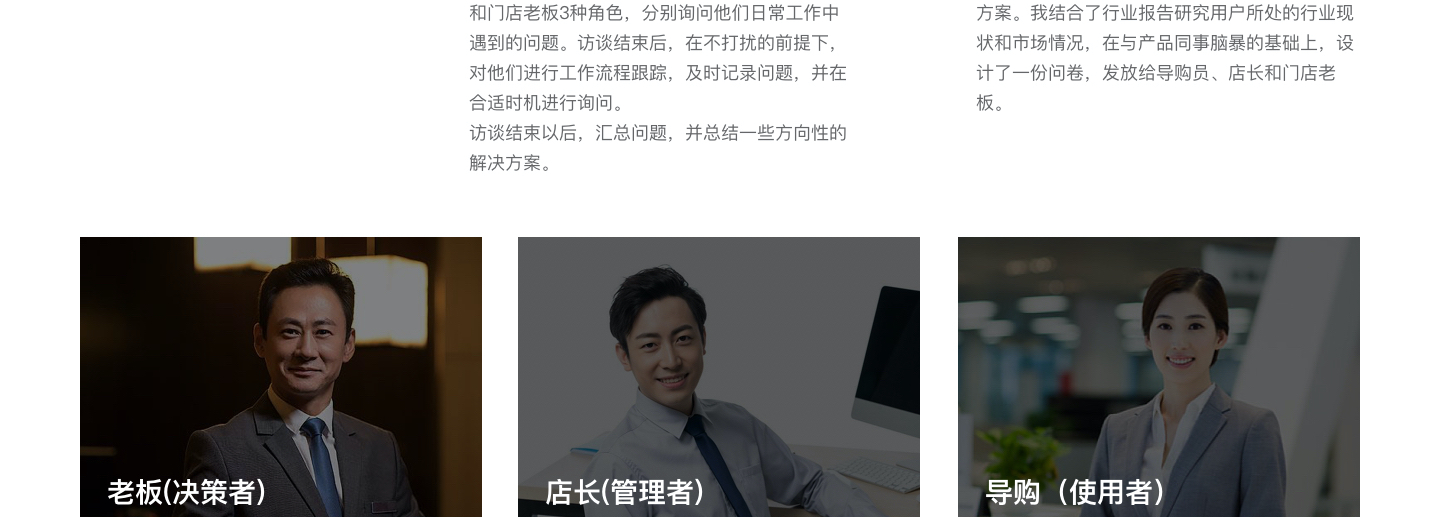 和门店老板3种角色，分别询问他们日常工作中
遇到的问题。访谈结束后，在不打扰的前提下，
对他们进行工作流程跟踪，及时记录问题，并在
合适时机进行询问。
访谈结束以后，汇总问题，并总结一些方向性的
解决方案。
方案。我结合了行业报告研究用户所处的行业现
状和市场情况，在与产品同事脑暴的基础上，设
计了一份问卷，发放给导购员、店长和门店老
板。
老板(决策者)
店长(管理者)
导购（使用者）